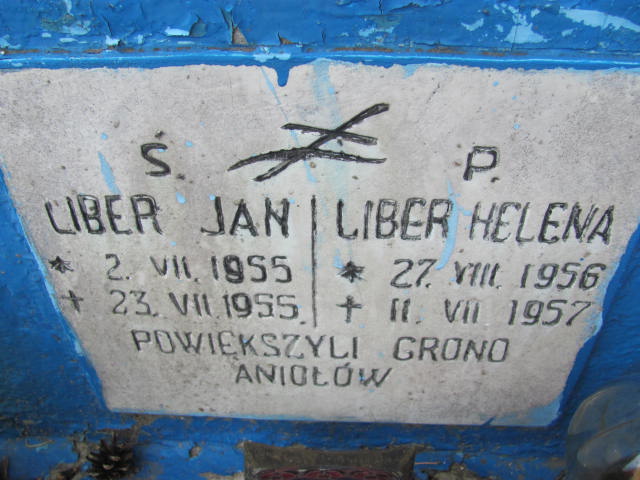 Ś. P.
LIBER JAN LIBER HELENA
* 2. VII. 1955 * 27. VIII. 1956
+ 23. VII. 1955. + 11. VII 1957
POWIĘKSZYLI GRONO
ANIOŁÓW